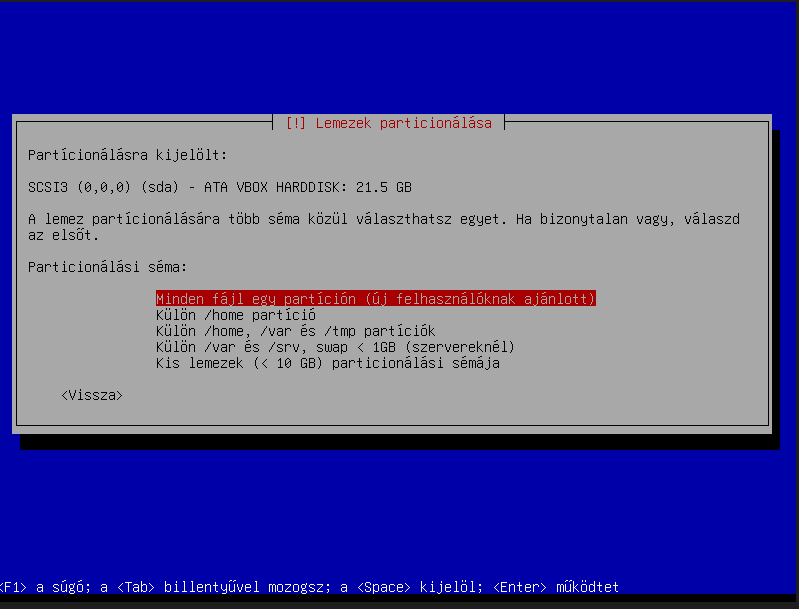 [!] Lemezek particionálása
Partícionálásra kijelölt:
SCSI3 (0,0,0) (sda) - ATA VBOX HARDDISK: 21.5 GB
A lemez partícionálására több séma közül választhatsz egyet. Ha bizonytalan vagy, válaszd
az elsőt.
Particionálási séma:
Minden fájl egy partíción (új felhasználóknak ajánlott)
Külön /home partíció
Külön /home, /var és /tmp partíciók
Külön /var és /srv, swap < 1GB (szervereknél)
Kis lemezek (< 10 GB) particionálási sémája
<Vissza>
<F1> a súgó; a <Tab> billentyűvel mozogsz; a <Space> kijelöl; <Enter> működtet